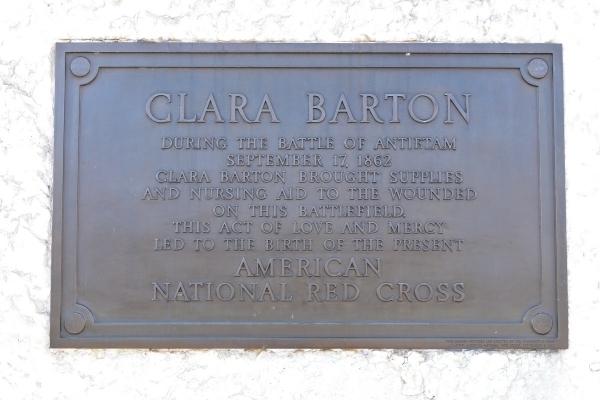 CLARA BARTON
DURING THE BATTLE OF ANTIETAM
SEPTEMBER 17, 1862
CLARA BARTON BROUGHT SUPPLIES
AND NURSING AID TO THE WOUNDED
ON THIS BATTLEFIELD.
THIS ACT OF LOVE AND MERCY
LED TO THE BIRTH OF THE PRESENT
AMERICAN
NATIONAL RED CROSS